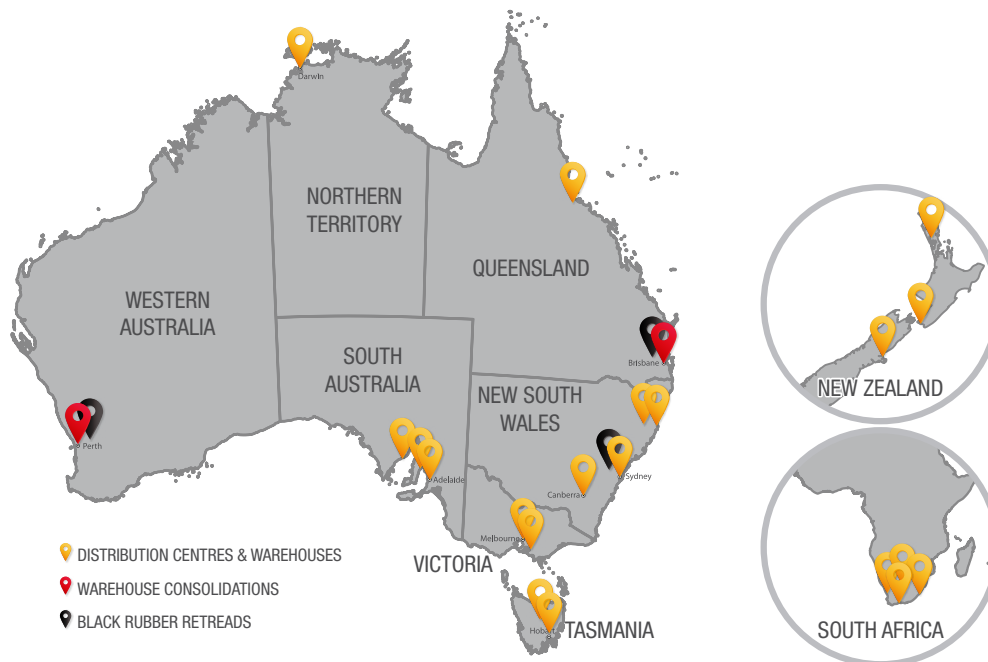 Darwin
NORTHERN
TERRITORY
QUEENSLAND
WESTERN
AUSTRALIA
SOUTH
AUSTRALIA
Brisbane
NEW SOUTH
WALES
NEW ZEALAND
Perth
Adelaide
Sydney
Canberra
Melbourne
VICTORIA
DISTRIBUTION CENTRES & WAREHOUSES
WAREHOUSE CONSOLIDATIONS
BLACK RUBBER RETREADS
Hobart
TASMANIA
SOUTH AFRICA